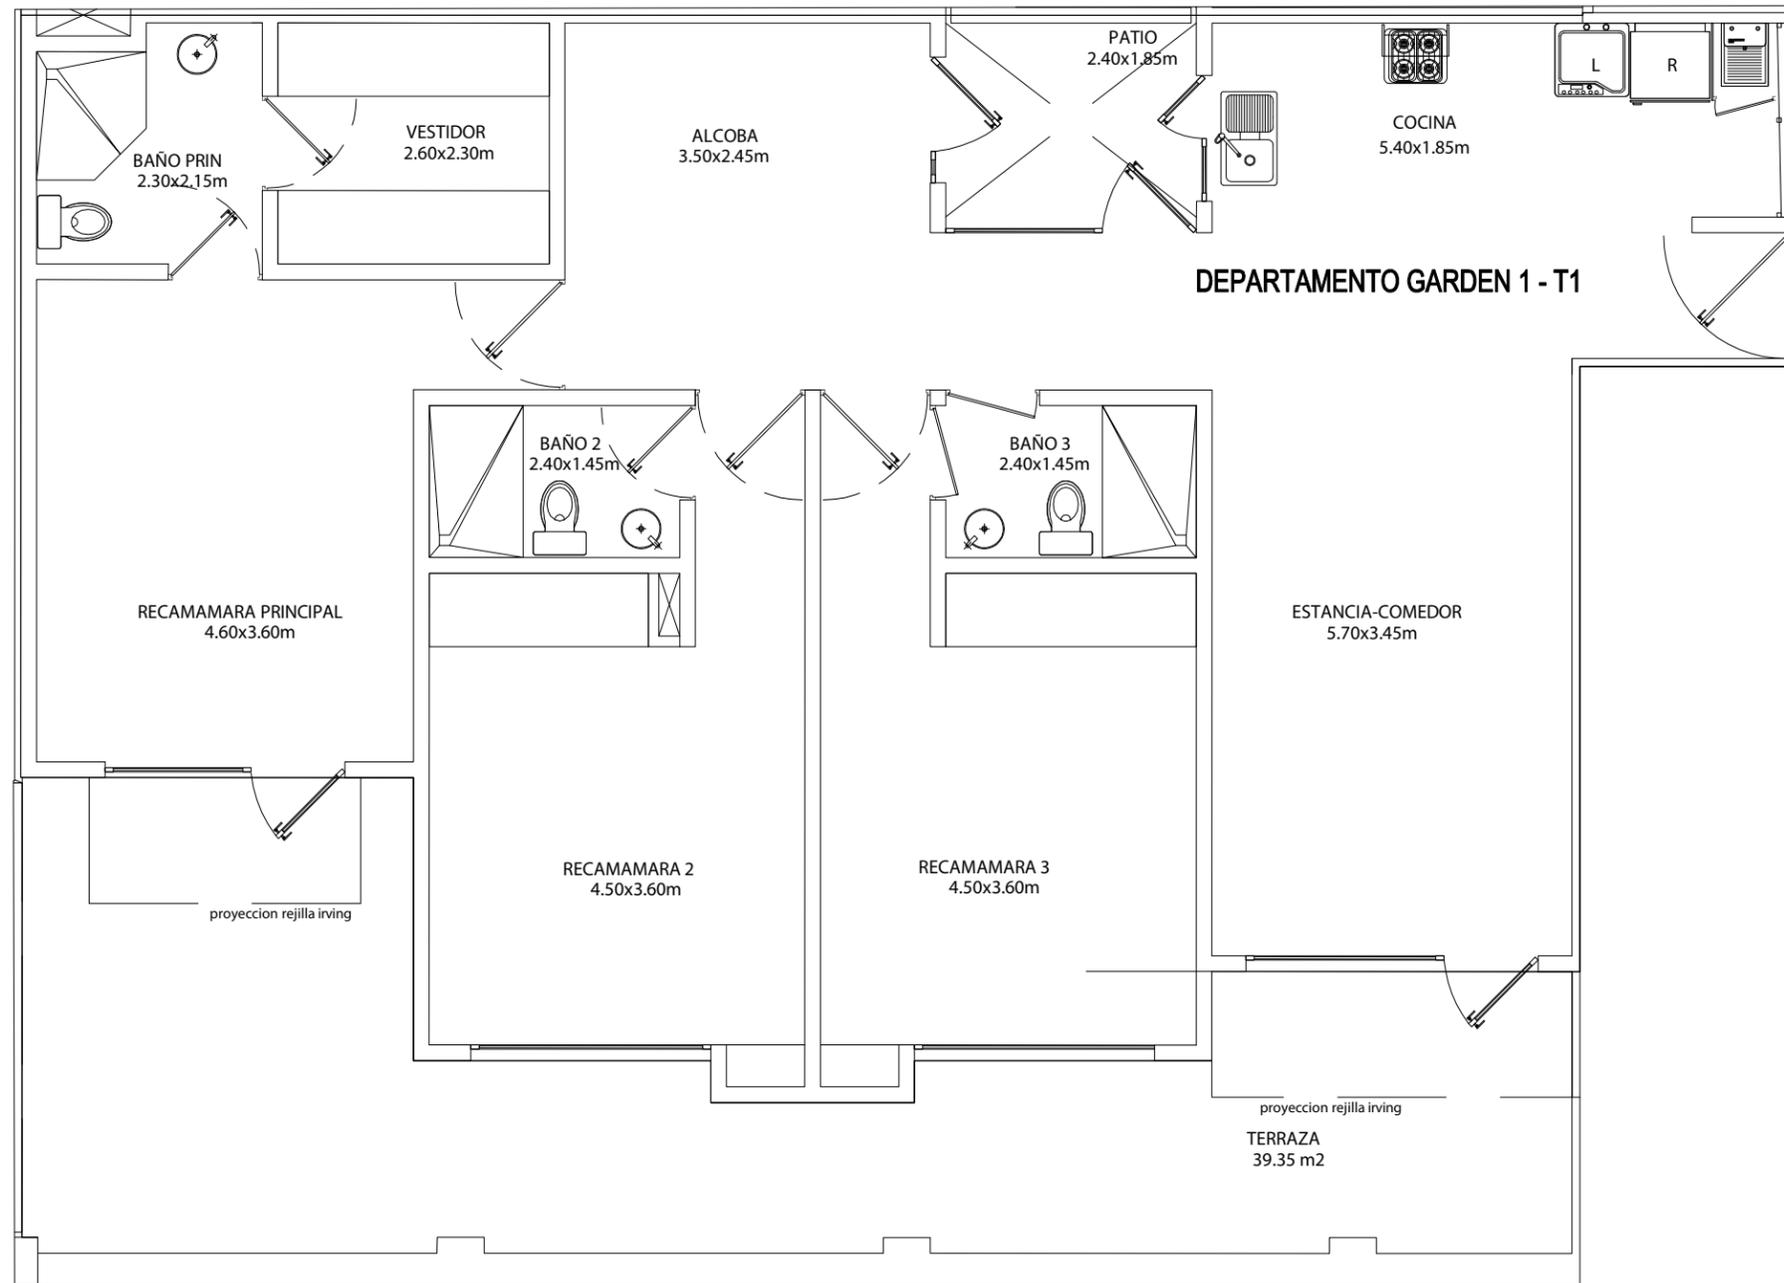 PATIO
2.40x1.85m
L
R
VESTIDOR
2.60x2.30m
ALCOBA
3.50x2.45m
COCINA
5.40x1.85m
BAÑO PRIN
2.30x2.15m
DEPARTAMENTO GARDEN 1 - T1
BAÑO 2
2.40x1.45m
BAÑO 3
2.40x1.45m
RECAMAMARA PRINCIPAL
4.60x3.60m
ESTANCIA-COMEDOR
5.70x3.45m
RECAMAMARA 2
4.50x3.60m
RECAMAMARA 3
4.50x3.60m
proyeccion rejilla irving
proyeccion rejilla irving
TERRAZA
39.35 m2